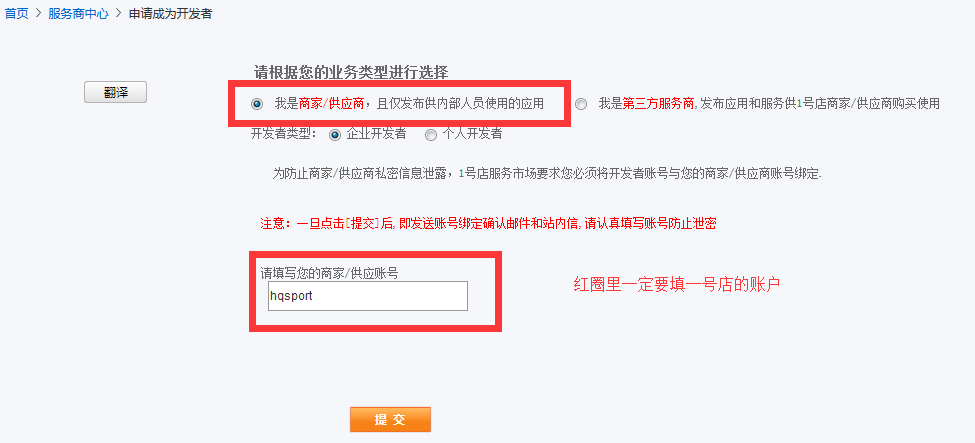 首页 > 服务商中心 > 申请成为开发者
请根据您的业务类型进行选择
翻译
我是商家/供应商，且仅发布供内部人员使用的应用 我是第三方服务商,发布应用和服务供1号店商家/供应商购买使用
开发者类型： 企业开发者 个人开发者
为防止商家/供应商私密信息泄露，1号店服务市场要求您必须将开发者账号与您的商家/供应商账号绑定.
注意：一旦点击[提交]后,即发送账号绑定确认邮件和站内信,请认真填写账号防止泄密
请填写您的商家/供应账号
红圈里一定要填一号店的账户
hqsport
提 交